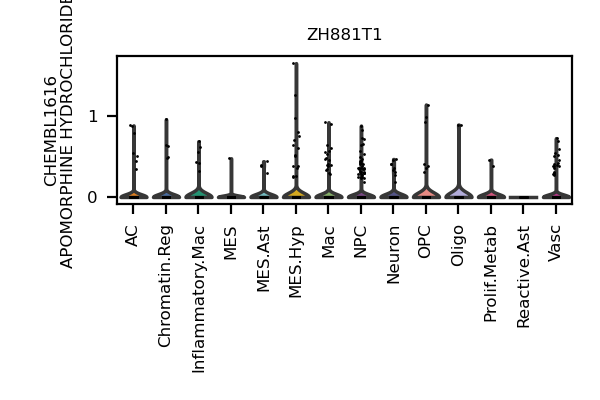 ZH881T1
CHEMBL1616
APOMORPHINE HYDROCHLORIDE
1
0
AC
Chromatin.Reg
Inflammatory.Mac
MES
MES.Ast
MES.Hyp
Mac
NPC
Neuron
OPC
Oligo
Prolif.Metab
Reactive.Ast
Vasc